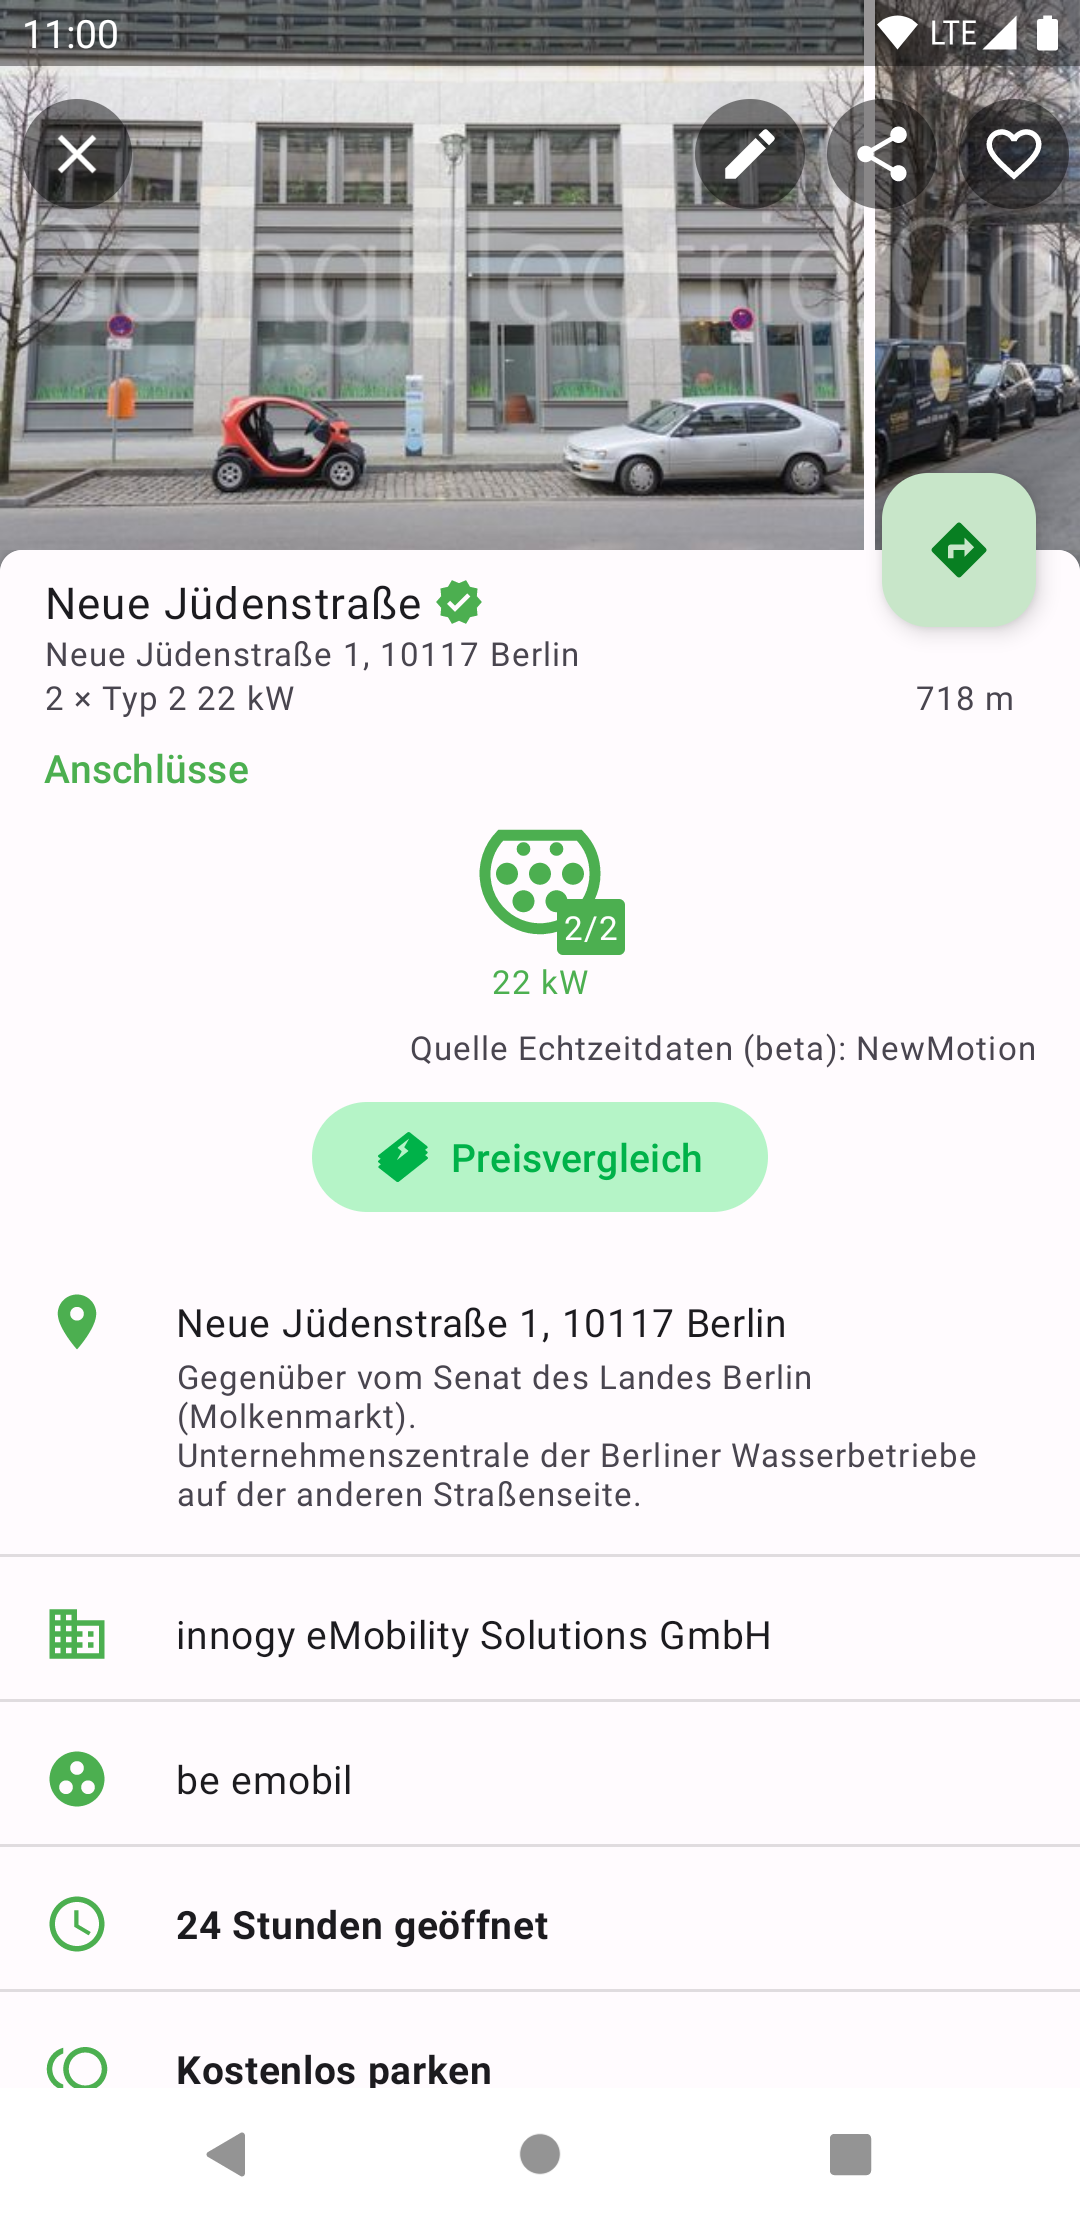 11:00
LTE
GoingElectric Go
Neue Jüdenstraße
Neue Jüdenstraße 1, 10117 Berlin
2 × Typ 2 22 kW
718 m
Anschlüsse
2/2
22 kW
Quelle Echtzeitdaten (beta): NewMotion
Preisvergleich
Neue Jüdenstraße 1, 10117 Berlin
Gegenüber vom Senat des Landes Berlin
(Molkenmarkt).
Unternehmenszentrale der Berliner Wasserbetriebe
auf der anderen Straßenseite.
innogy eMobility Solutions GmbH
be emobil
24 Stunden geöffnet
Kostenlos parken